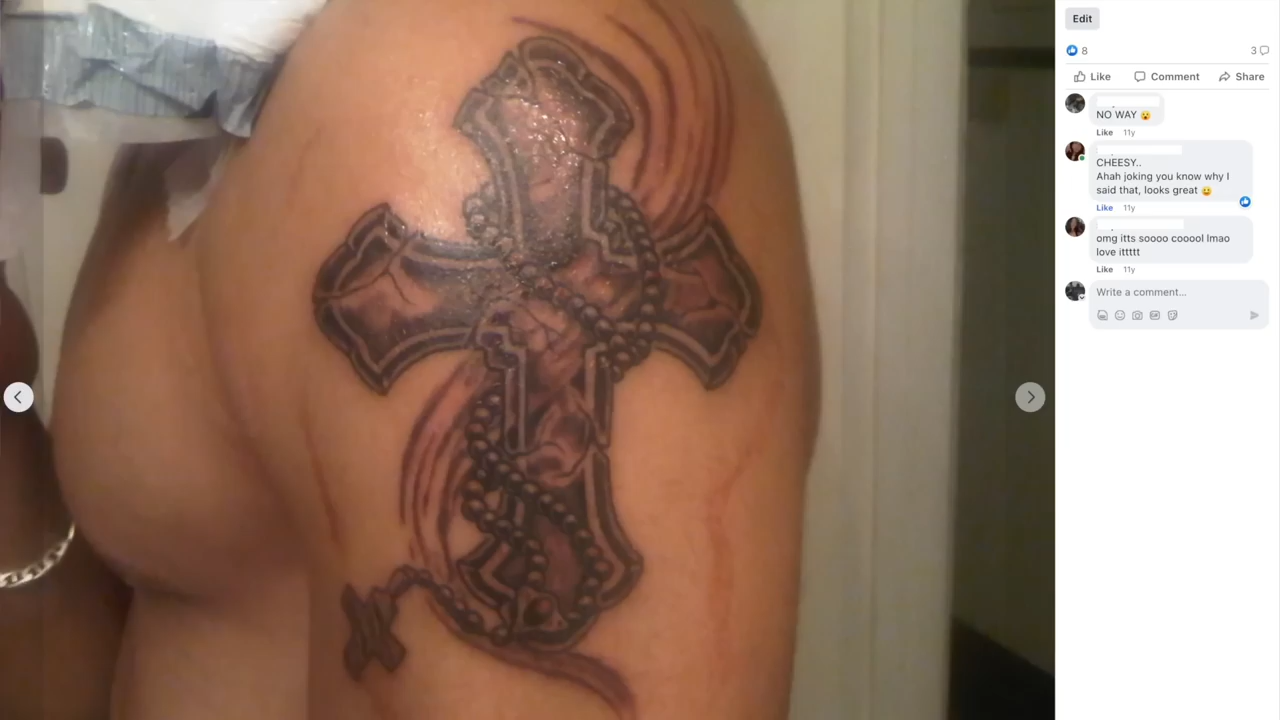 Edit
8 3
Like Comment Share
NO WAY 😮
Like 11y
CHEESY..
Ahah joking you know why I
said that, looks great 😆
Like 11y
omg itts soooo cooool lmao
love ittttt
Like 11y
Write a comment...
GIF